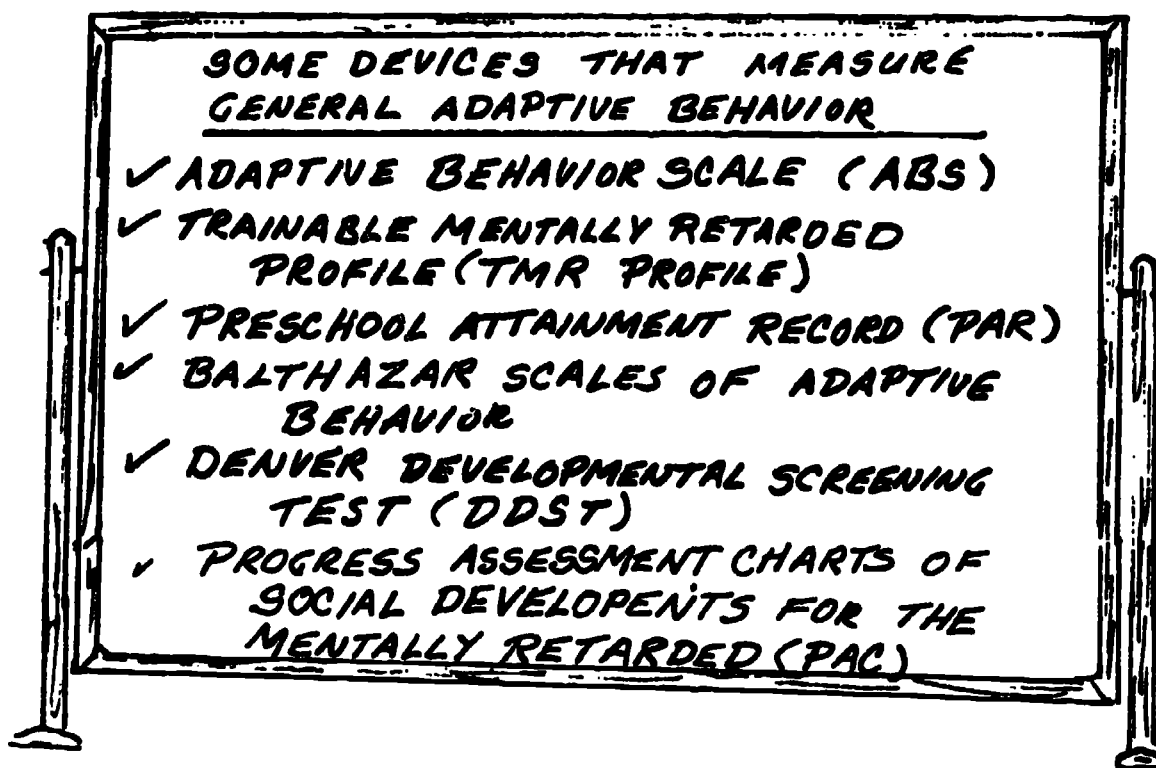 SOME DEVICES THAT MEASURE
GENERAL ADAPTIVE BEHAVIOR
✓ ADAPTIVE BEHAVIOR SCALE (ABS)
✓ TRAINABLE MENTALLY RETARDED
PROFILE (TMR PROFILE)
✓ PRESCHOOL ATTAINMENT RECORD (PAR)
✓ BALTHAZAR SCALES OF ADAPTIVE
BEHAVIOR
✓ DENVER DEVELOPMENTAL SCREENING
TEST (DDST)
✓ PROGRESS ASSESSMENT CHARTS OF
SOCIAL DEVELOPENTS FOR THE
MENTALLY RETARDED (PAC)